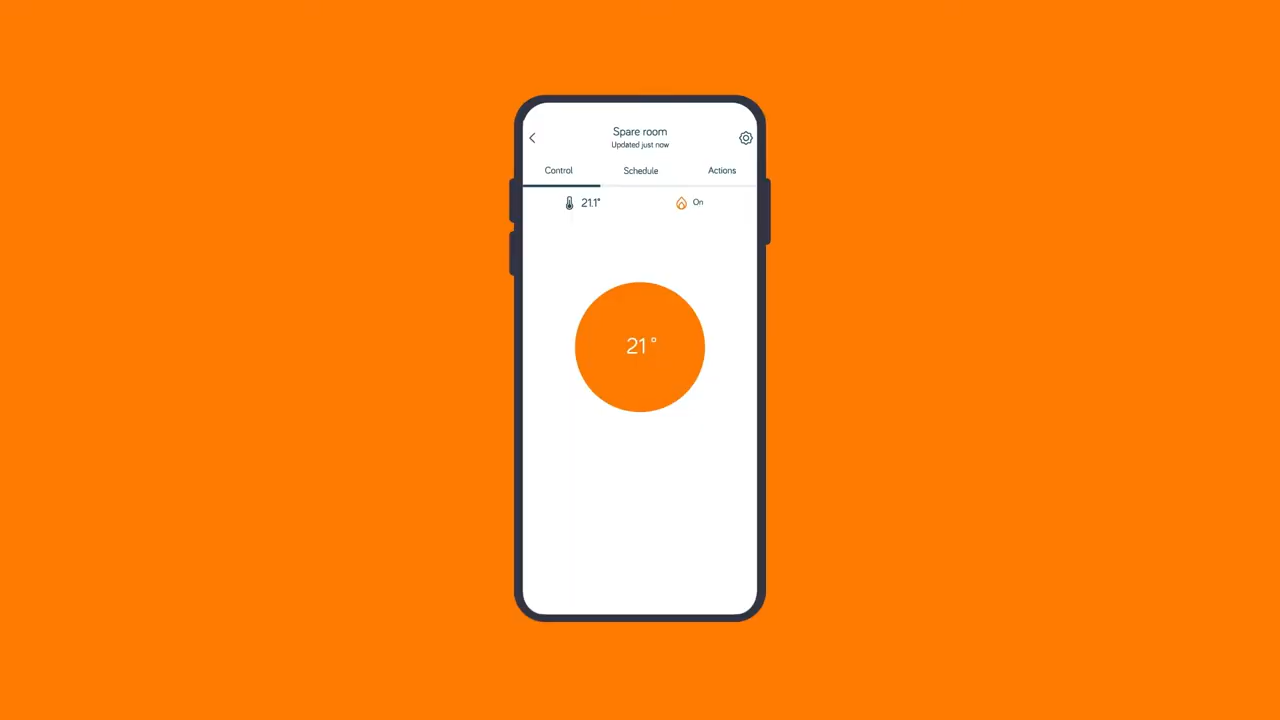 Spare room
Updated just now
Control
Schedule
Actions
21.1°
On
21°